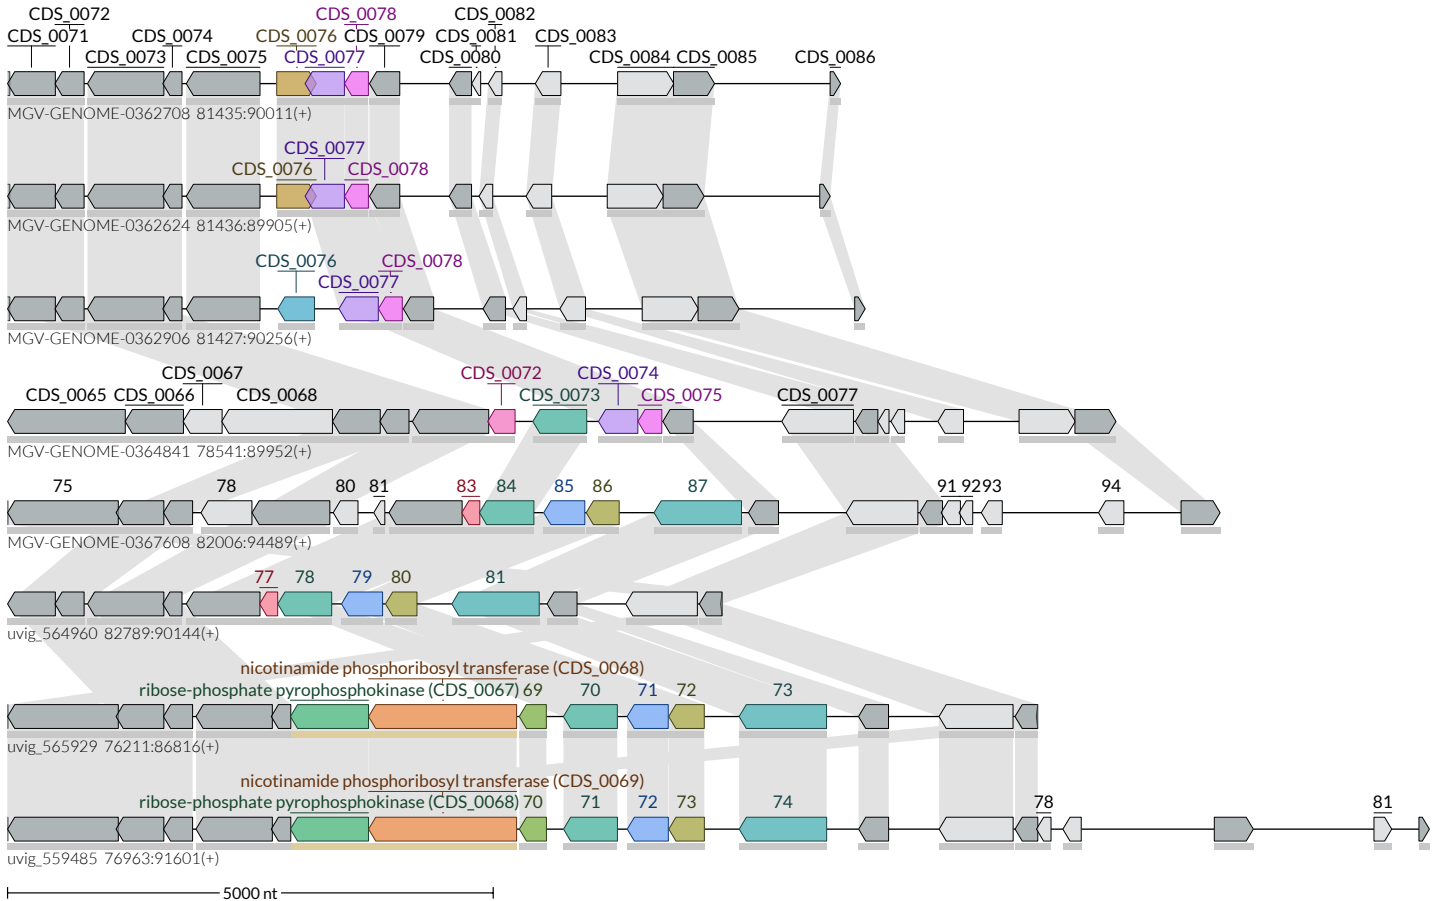 CDS_0072 CDS_0078 CDS_0082
CDS_0071 CDS_0074 CDS_0076 CDS_0079 CDS_0081 CDS_0083
CDS_0073 CDS_0075 CDS_0077 CDS_0080 CDS_0084 CDS_0085 CDS_0086
MGV-GENOME-0362708 81435:90011(+)
CDS_0077
CDS_0076 CDS_0078
MGV-GENOME-0362624 81436:89905(+)
CDS_0076 CDS_0078
CDS_0077
MGV-GENOME-0362906 81427:90256(+)
CDS_0067 CDS_0072 CDS_0074
CDS_0065 CDS_0066 CDS_0068 CDS_0073 CDS_0075 CDS_0077
MGV-GENOME-0364841 78541:89952(+)
75 78 80 81 83 84 85 86 87 91 92 93 94
MGV-GENOME-0367608 82006:94489(+)
77 78 79 80 81
uvig_564960 82789:90144(+)
nicotinamide phosphoribosyl transferase (CDS_0068)
ribose-phosphate pyrophosphokinase (CDS_0067) 69 70 71 72 73
uvig_565929 76211:86816(+)
nicotinamide phosphoribosyl transferase (CDS_0069)
ribose-phosphate pyrophosphokinase (CDS_0068) 70 71 72 73 74 78 81
uvig_559485 76963:91601(+)
5000 nt